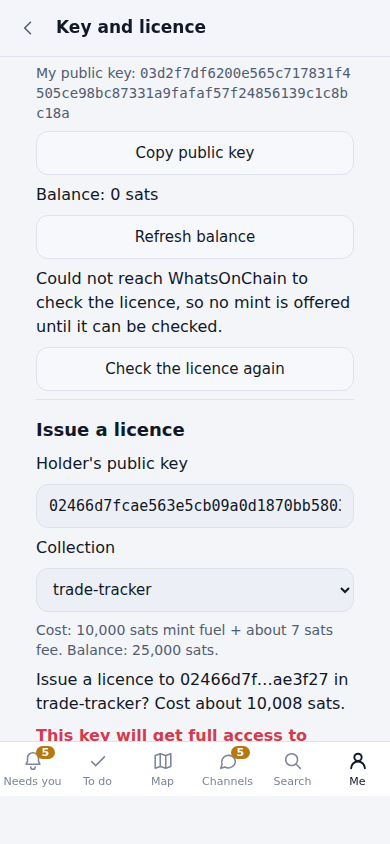 Key and licence
My public key: 03d2f7df6200e565c717831f4
505ce98bc87331a9fafaf57f24856139c1c8b
c18a
Copy public key
Balance: 0 sats
Refresh balance
Could not reach WhatsOnChain to
check the licence, so no mint is offered
until it can be checked.
Check the licence again
Issue a licence
Holder's public key
02466d7fcae563e5cb09a0d1870bb580
Collection
trade-tracker
Cost: 10,000 sats mint fuel + about 7 sats
fee. Balance: 25,000 sats.
Issue a licence to 02466d7f…ae3f27 in
trade-tracker? Cost about 10,008 sats.
This key will get full access to
5
5
Needs you
To do
Map
Channels
Search
Me